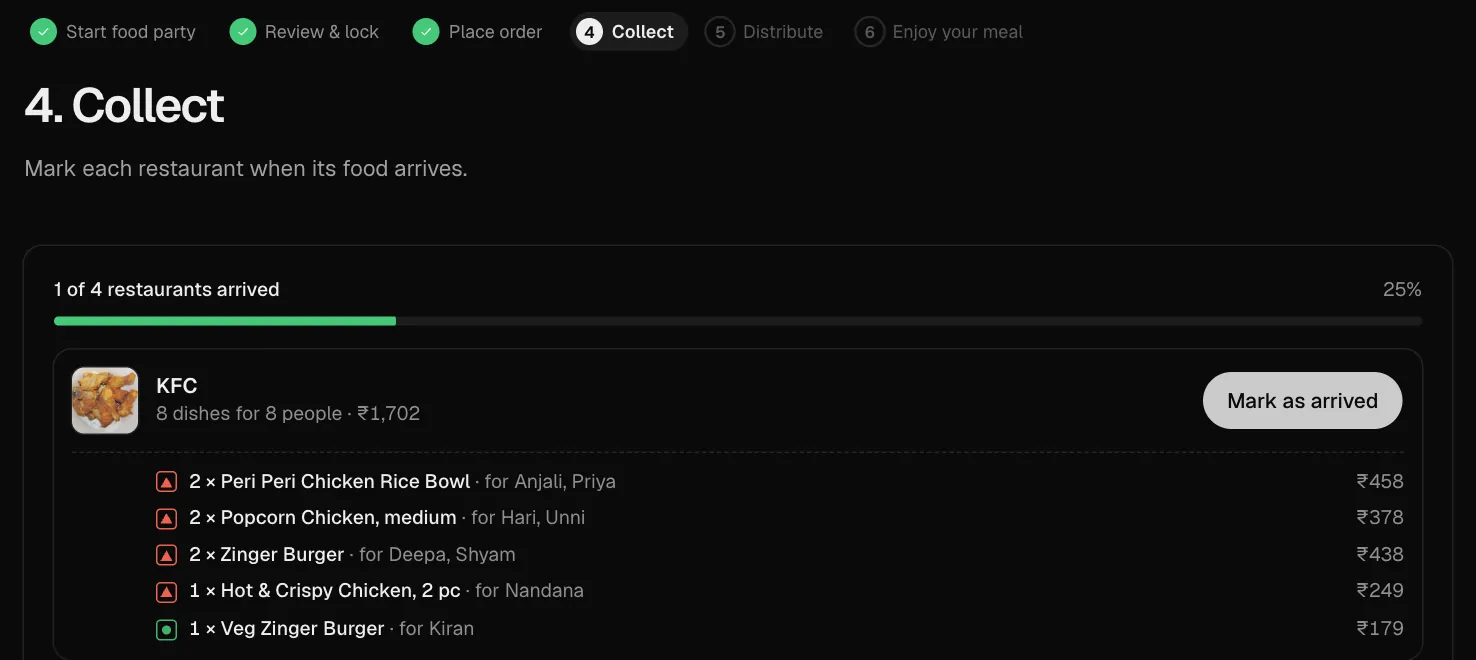 Start food party
Review & lock
Place order
4 Collect
5 Distribute
6 Enjoy your meal
4. Collect
Mark each restaurant when its food arrives.
1 of 4 restaurants arrived 25%
KFC
8 dishes for 8 people · ₹1,702
Mark as arrived
2 × Peri Peri Chicken Rice Bowl · for Anjali, Priya ₹458
2 × Popcorn Chicken, medium · for Hari, Unni ₹378
2 × Zinger Burger · for Deepa, Shyam ₹438
1 × Hot & Crispy Chicken, 2 pc · for Nandana ₹249
1 × Veg Zinger Burger · for Kiran ₹179